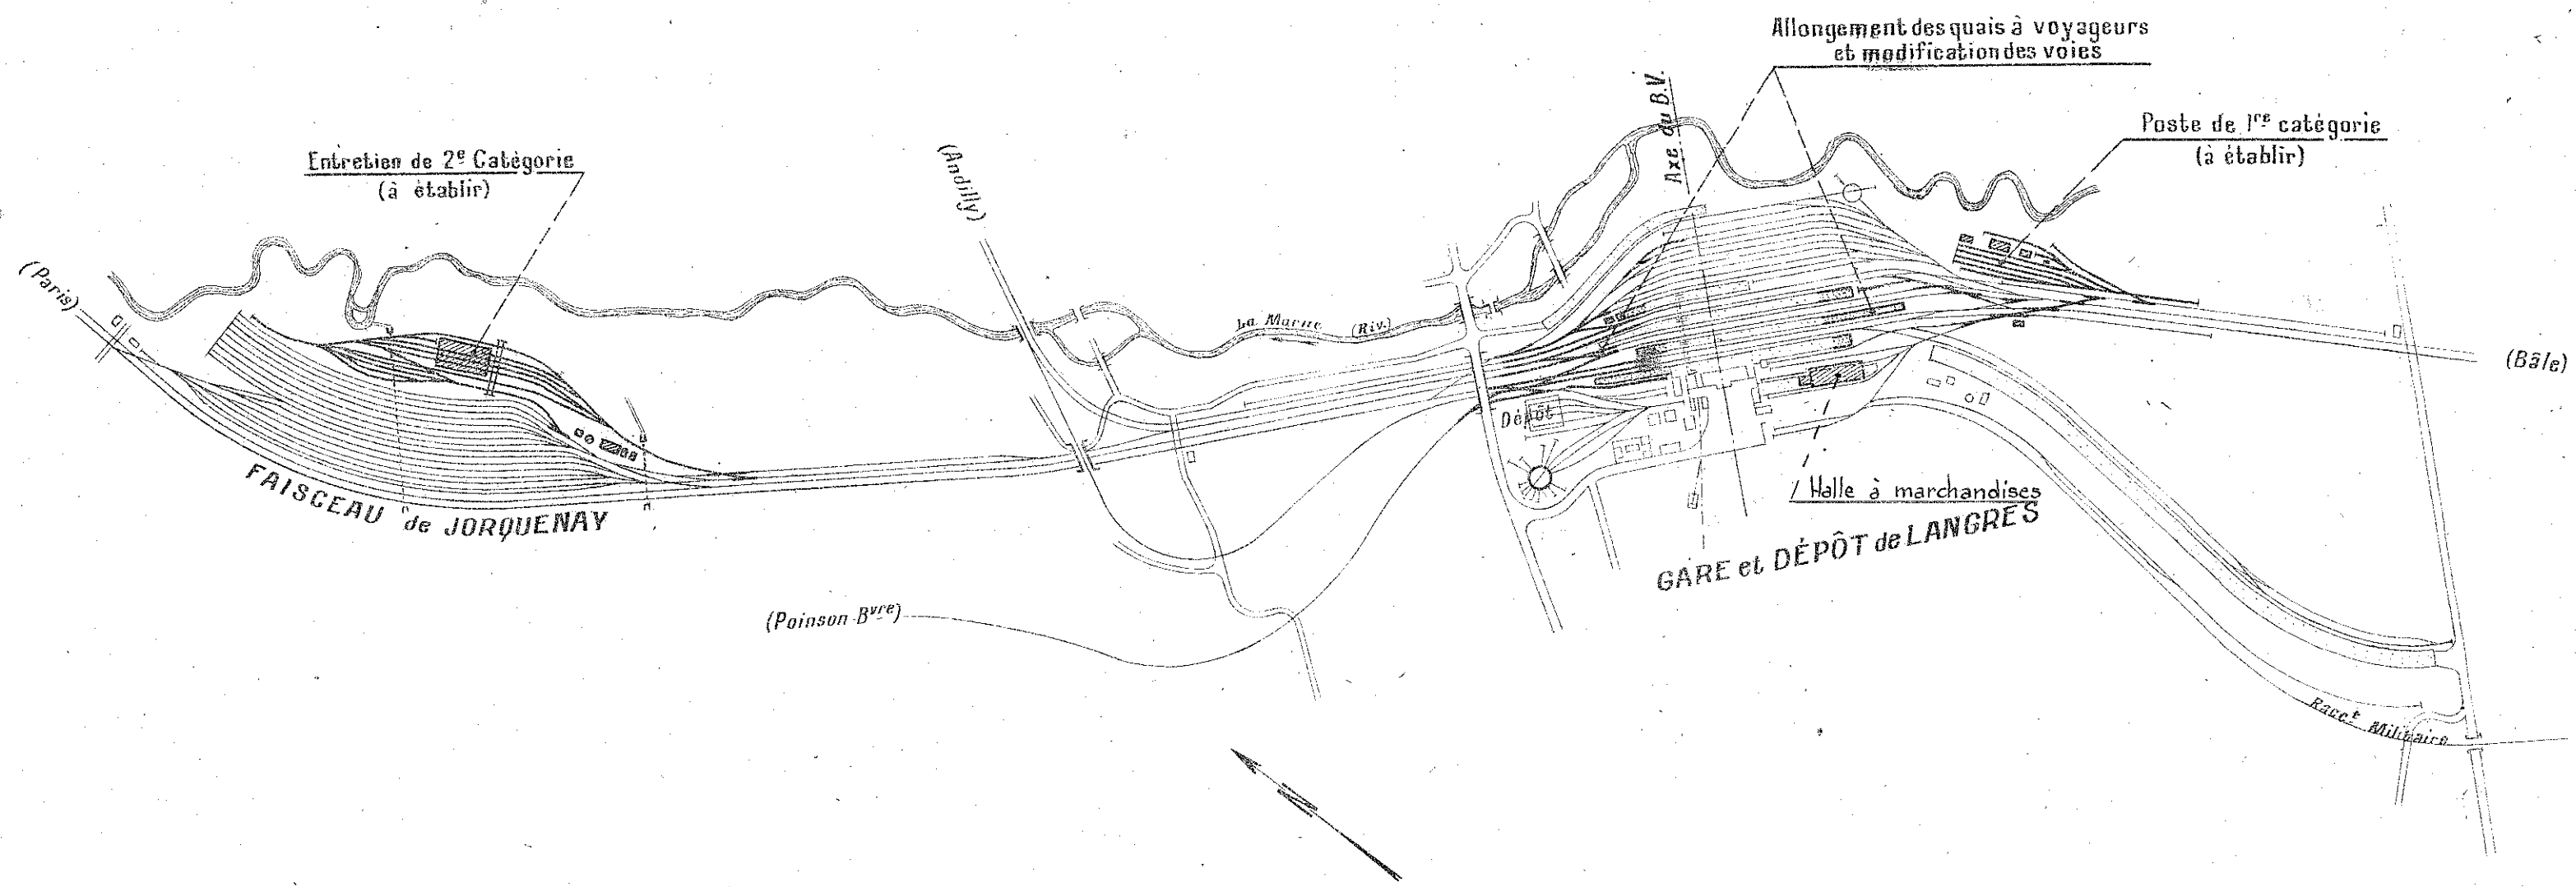 Allongement des quais à voyageurs
et modification des voies
Axe du B.V.
Poste de 1re catégorie
(à établir)
Entretien de 2e Catégorie
(à établir)
(Andilly)
(Paris)
La Marne (Riv.)
(Bâle)
Dépôt
FAISCEAU de JORQUENAY
Halle à marchandises
GARE et DÉPÔT de LANGRES
(Poinson-Bvre)
Racct Militaire
N